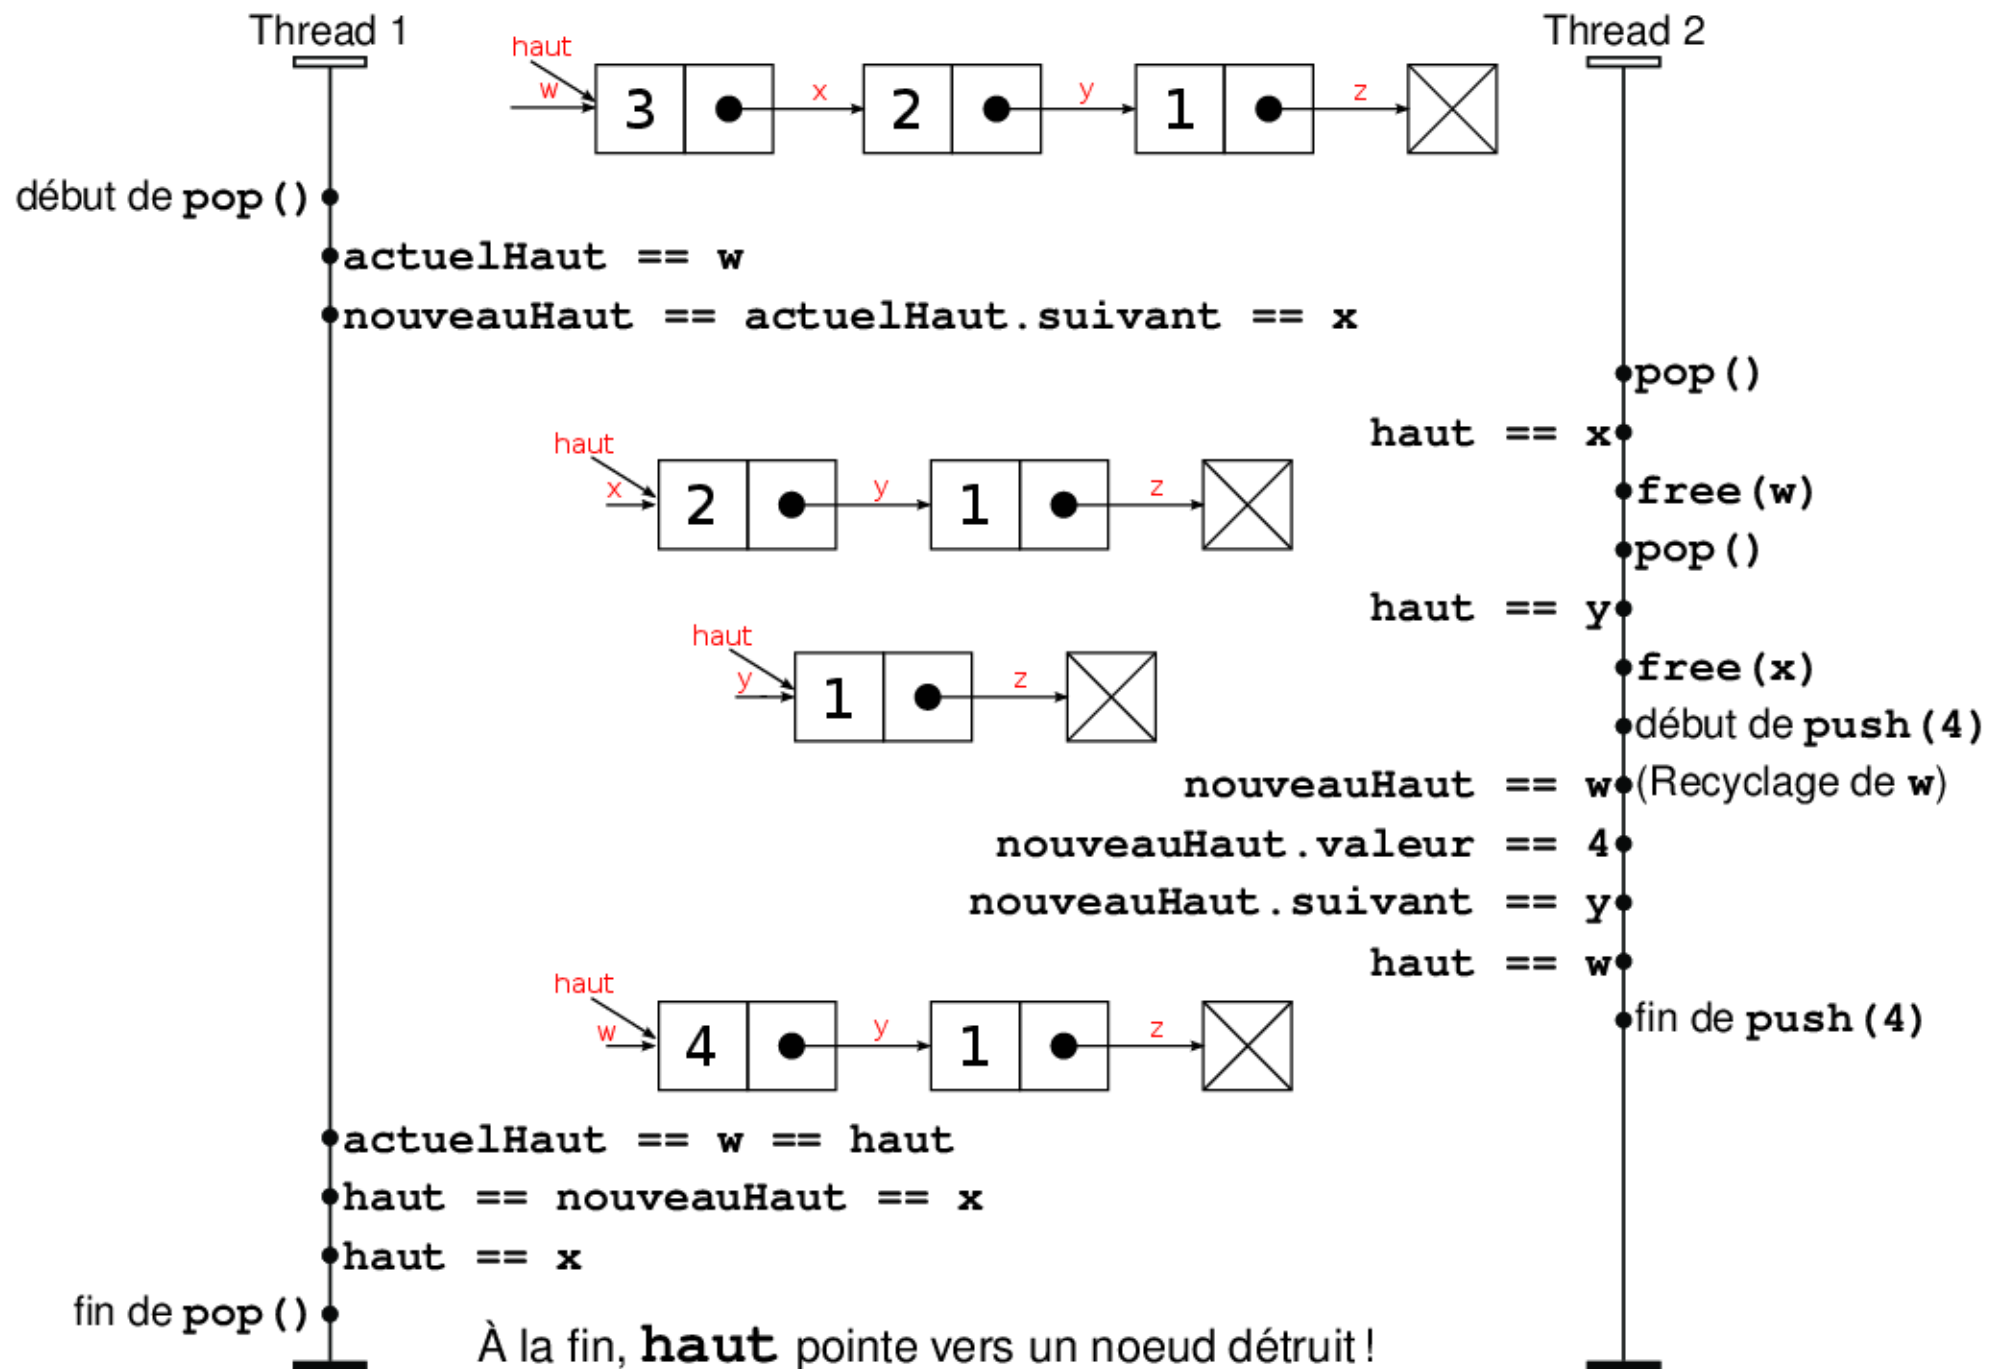 Thread 1
Thread 2
haut
w
3
x
2
y
1
z
début de pop()
actuelHaut == w
nouveauHaut == actuelHaut.suivant == x
pop()
haut == x
haut
x
2
y
1
z
free(w)
pop()
haut == y
haut
y
1
z
free(x)
début de push(4)
nouveauHaut == w (Recyclage de w)
nouveauHaut.valeur == 4
nouveauHaut.suivant == y
haut == w
haut
w
4
y
1
z
fin de push(4)
actuelHaut == w == haut
haut == nouveauHaut == x
haut == x
fin de pop()
À la fin, haut pointe vers un noeud détruit !